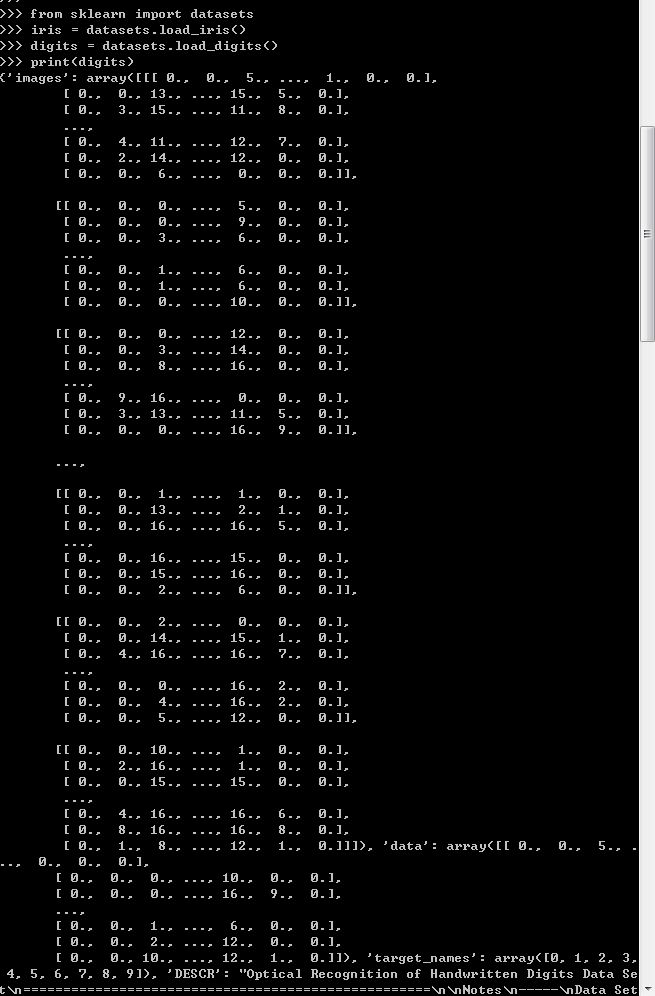 >>> from sklearn import datasets
>>> iris = datasets.load_iris()
>>> digits = datasets.load_digits()
>>> print(digits)
{'images': array([[[ 0., 0., 5., ..., 1., 0., 0.],
[ 0., 0., 13., ..., 15., 5., 0.],
[ 0., 3., 15., ..., 11., 8., 0.],
...,
[ 0., 4., 11., ..., 12., 7., 0.],
[ 0., 2., 14., ..., 12., 0., 0.],
[ 0., 0., 6., ..., 0., 0., 0.]],
[[ 0., 0., 0., ..., 5., 0., 0.],
[ 0., 0., 0., ..., 9., 0., 0.],
[ 0., 0., 3., ..., 6., 0., 0.],
...,
[ 0., 0., 1., ..., 6., 0., 0.],
[ 0., 0., 1., ..., 6., 0., 0.],
[ 0., 0., 0., ..., 10., 0., 0.]],
[[ 0., 0., 0., ..., 12., 0., 0.],
[ 0., 0., 3., ..., 14., 0., 0.],
[ 0., 0., 8., ..., 16., 0., 0.],
...,
[ 0., 9., 16., ..., 0., 0., 0.],
[ 0., 3., 13., ..., 11., 5., 0.],
[ 0., 0., 0., ..., 16., 9., 0.]],
...,
[[ 0., 0., 1., ..., 1., 0., 0.],
[ 0., 0., 13., ..., 2., 1., 0.],
[ 0., 0., 16., ..., 16., 5., 0.],
...,
[ 0., 0., 16., ..., 15., 0., 0.],
[ 0., 0., 15., ..., 16., 0., 0.],
[ 0., 0., 2., ..., 6., 0., 0.]],
[[ 0., 0., 2., ..., 0., 0., 0.],
[ 0., 0., 14., ..., 15., 1., 0.],
[ 0., 4., 16., ..., 16., 7., 0.],
...,
[ 0., 0., 0., ..., 16., 2., 0.],
[ 0., 0., 4., ..., 16., 2., 0.],
[ 0., 0., 5., ..., 12., 0., 0.]],
[[ 0., 0., 10., ..., 1., 0., 0.],
[ 0., 2., 16., ..., 1., 0., 0.],
[ 0., 0., 15., ..., 15., 0., 0.],
...,
[ 0., 4., 16., ..., 16., 6., 0.],
[ 0., 8., 16., ..., 16., 8., 0.],
[ 0., 1., 8., ..., 12., 1., 0.]]]), 'data': array([[ 0., 0., 5., .
.., 0., 0., 0.],
[ 0., 0., 0., ..., 10., 0., 0.],
[ 0., 0., 0., ..., 16., 9., 0.],
...,
[ 0., 0., 1., ..., 6., 0., 0.],
[ 0., 0., 2., ..., 12., 0., 0.],
[ 0., 0., 10., ..., 12., 1., 0.]]), 'target_names': array([0, 1, 2, 3,
4, 5, 6, 7, 8, 9]), 'DESCR': "Optical Recognition of Handwritten Digits Data Se
t\n===================================================\n\nNotes\n-----\nData Set